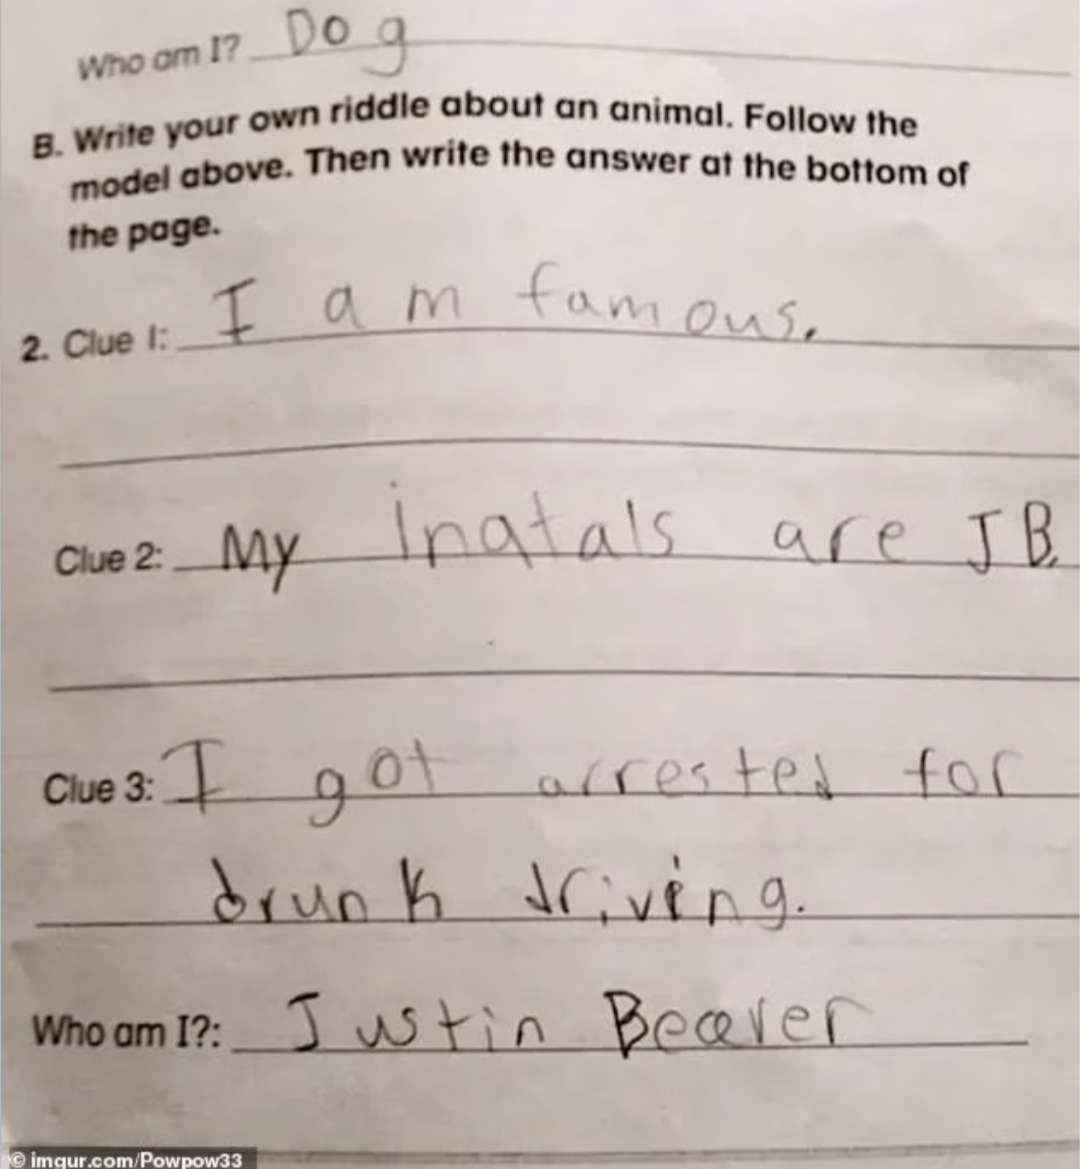 Who am I? Dog
B. Write your own riddle about an animal. Follow the
model above. Then write the answer at the bottom of
the page.
2. Clue 1: I am famous.
Clue 2: My inatals are JB.
Clue 3: I got arrested for
drunk driving.
Who am I?: Justin Beaver
© imgur.com/Powpow33